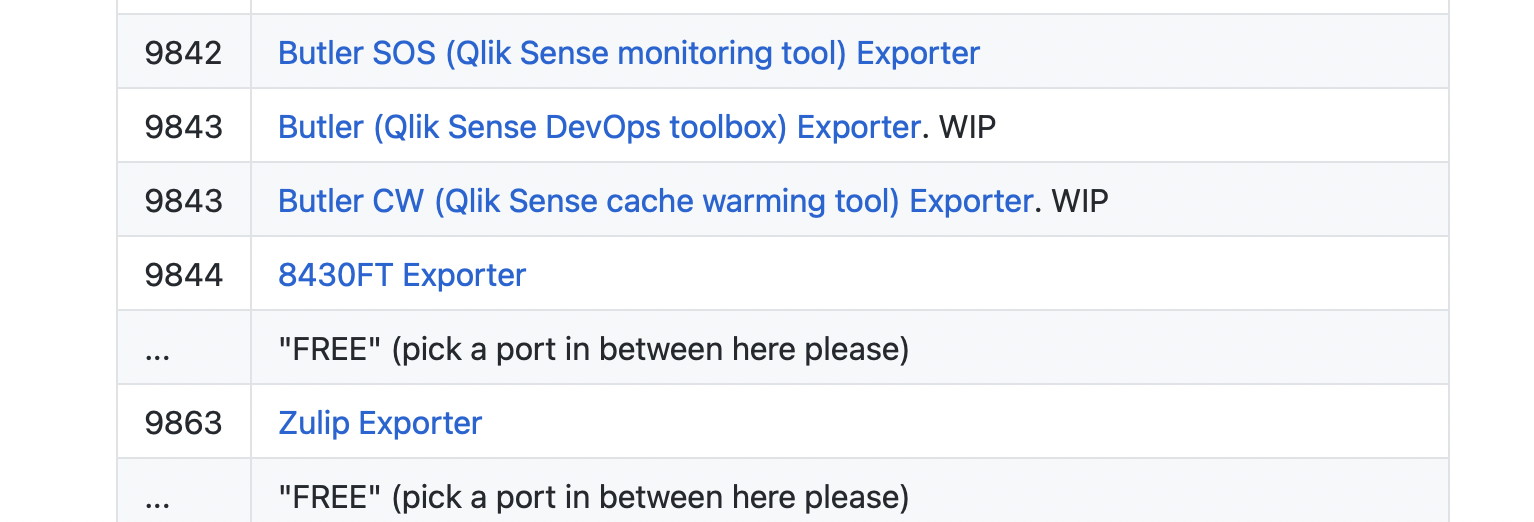 9842 Butler SOS (Qlik Sense monitoring tool) Exporter
9843 Butler (Qlik Sense DevOps toolbox) Exporter. WIP
9843 Butler CW (Qlik Sense cache warming tool) Exporter. WIP
9844 8430FT Exporter
... "FREE" (pick a port in between here please)
9863 Zulip Exporter
... "FREE" (pick a port in between here please)